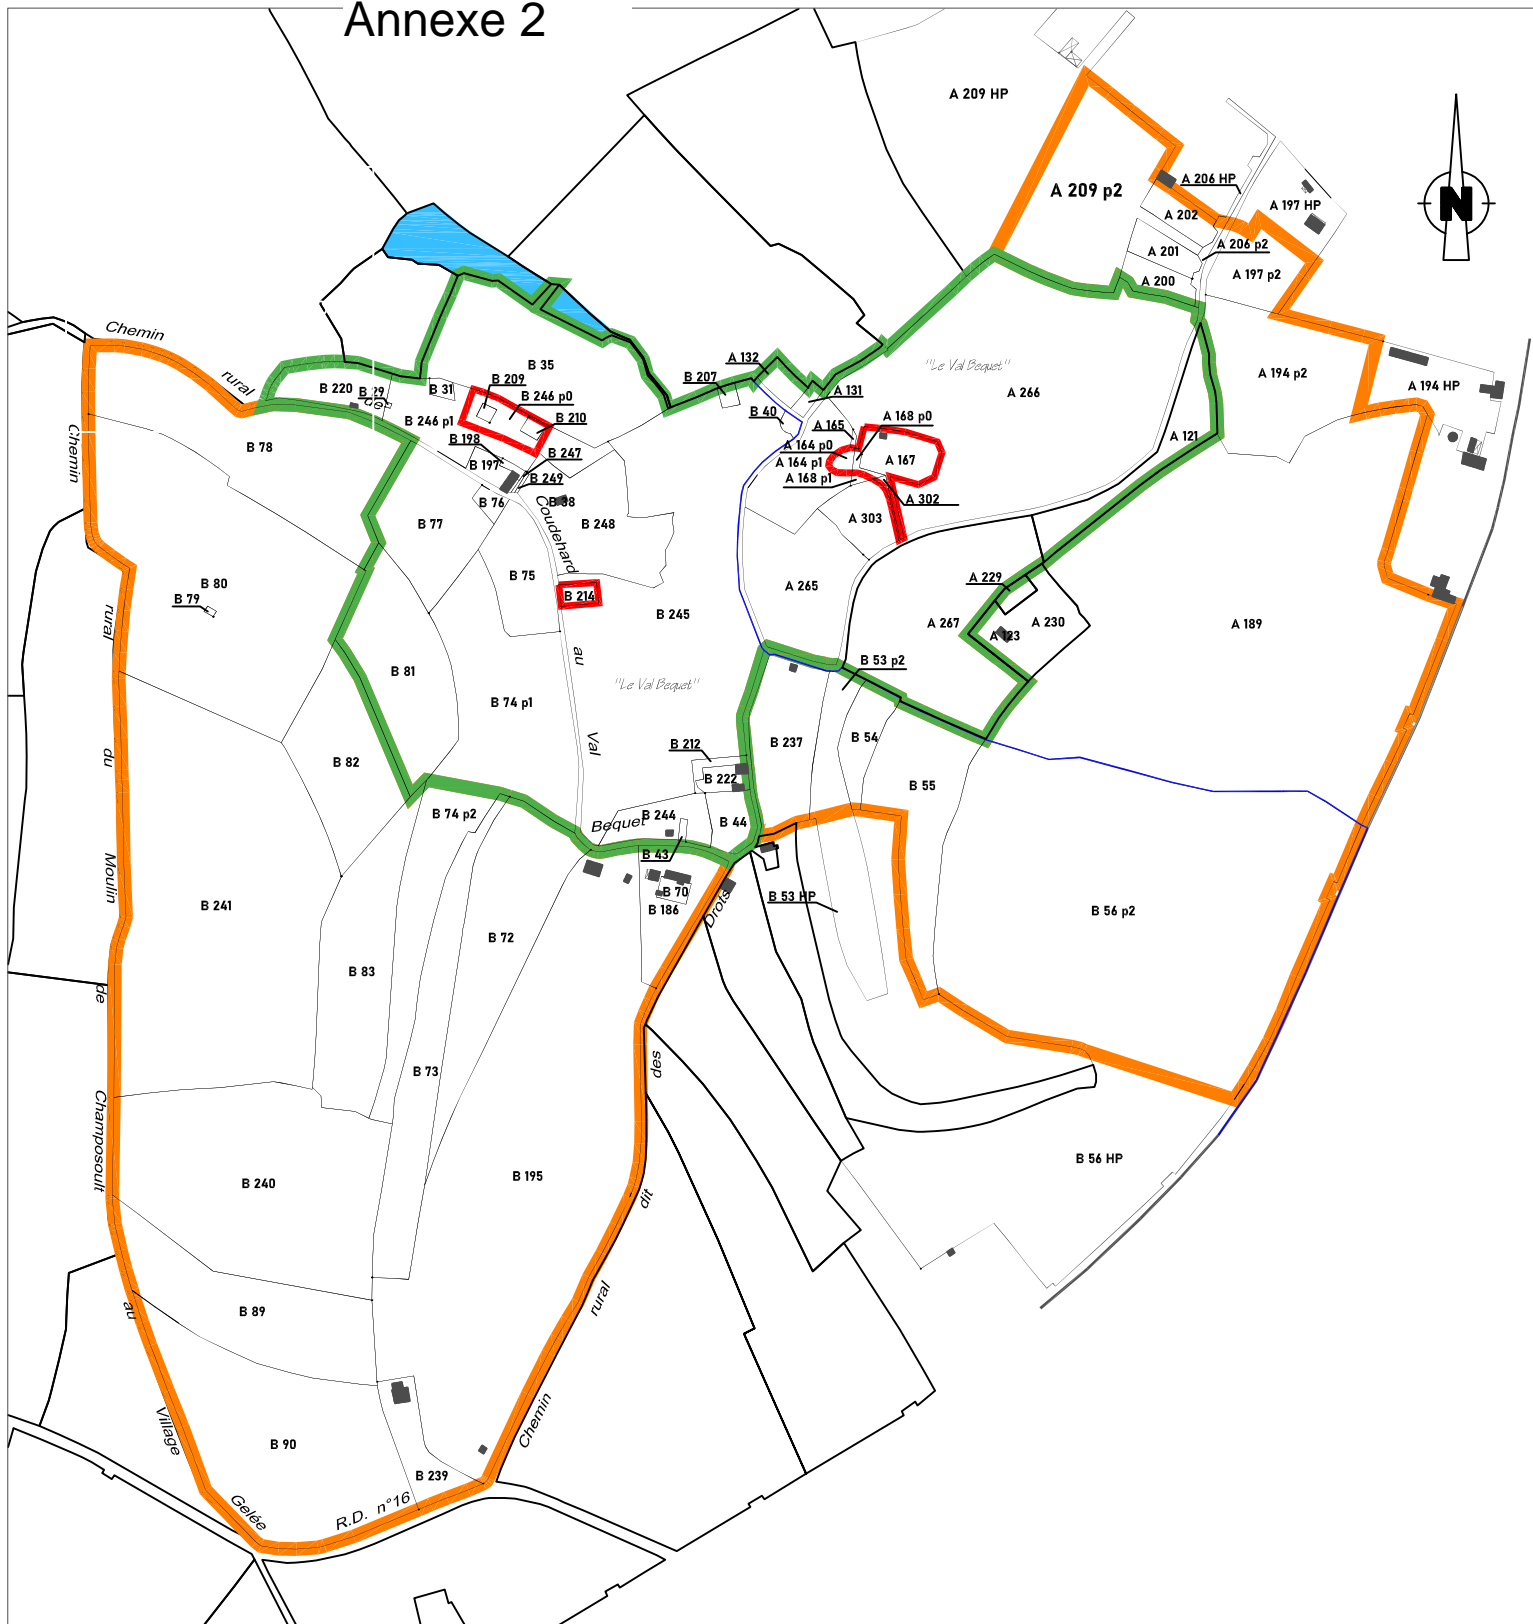 Annexe 2
A 209 HP
A 209 p2
A 206 HP
A 197 HP
A 202
A 201
A 206 p2
A 200
A 197 p2
N
Chemin
rural
de
Coudehard
au
Val
Bequet
B 35
B 220
B 29
B 31
B 209
B 246 p0
B 210
B 246 p1
B 207
A 132
A 131
B 40
"Le Val Bequet"
A 266
A 194 p2
A 194 HP
A 121
A 165
A 168 p0
A 164 p0
A 164 p1
A 168 p1
A 167
A 302
A 303
B 198
B 197
B 247
B 249
B 76
B 38
B 248
B 78
B 77
B 75
B 214
B 80
B 79
B 245
A 265
A 229
A 267
A 123
A 230
A 189
B 81
B 74 p1
"Le Val Bequet"
B 53 p2
B 54
B 237
B 55
B 212
B 222
B 82
B 74 p2
B 244
B 44
B 43
B 70
B 186
B 53 HP
B 56 p2
B 241
B 72
B 83
B 73
B 240
B 195
B 56 HP
B 89
B 90
B 239
Chemin
rural
du
Moulin
de
Champosoult
au
Village
Gelée
R.D. n°16
Chemin
rural
dit
des
Drots